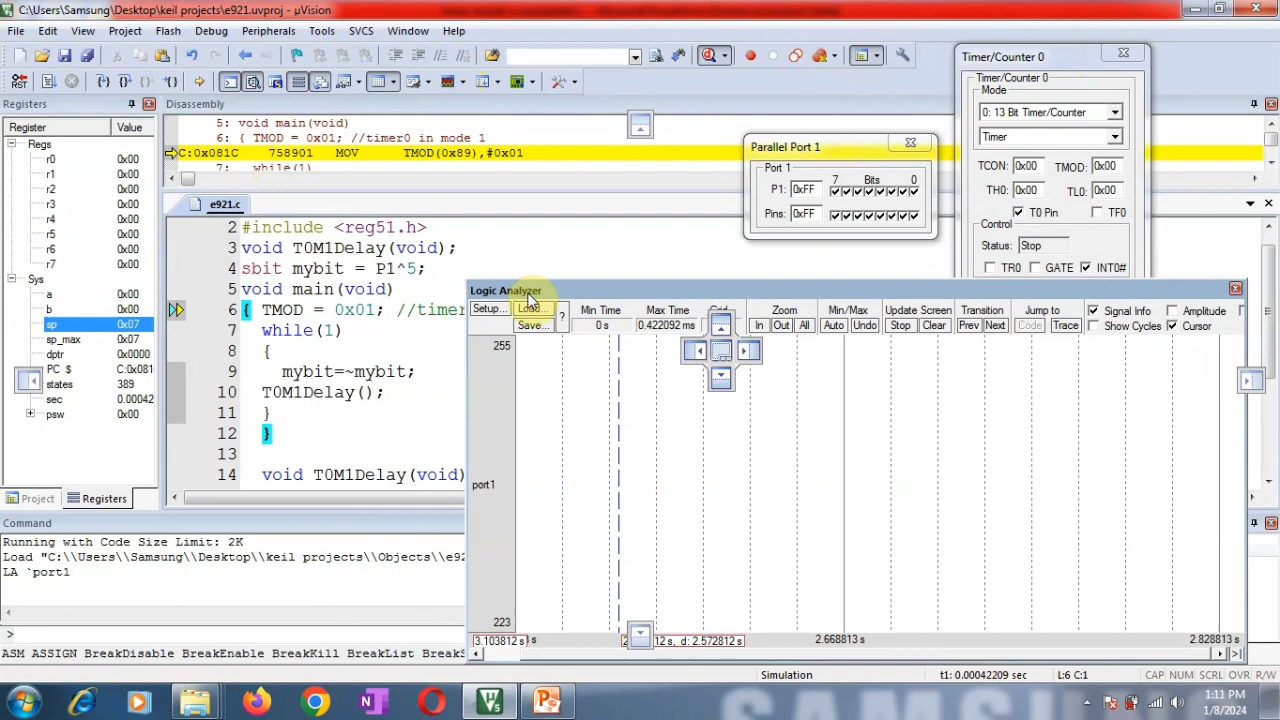 C:\Users\Samsung\Desktop\keil projects\e921.uvproj - µVision
File Edit View Project Flash Debug Peripherals Tools SVCS Window Help
Registers
Register Value
Regs
r0 0x00
r1 0x00
r2 0x00
r3 0x00
r4 0x00
r5 0x00
r6 0x00
r7 0x00
Sys
a 0x00
b 0x00
sp 0x07
sp_max 0x07
dptr 0x0000
PC $ C:0x081
states 389
sec 0.00042
psw 0x00
Project Registers
Disassembly
5: void main(void)
6: { TMOD = 0x01; //timer0 in mode 1
C:0x081C 758901 MOV TMOD(0x89),#0x01
7: while(1)
e921.c
2 #include <reg51.h>
3 void T0M1Delay(void);
4 sbit mybit = P1^5;
5 void main(void)
6 { TMOD = 0x01; //timer
7 while(1)
8 {
9 mybit=~mybit;
10 T0M1Delay();
11 }
12 }
13
14 void T0M1Delay(void)
Parallel Port 1
Port 1
7 Bits 0
P1: 0xFF
Pins: 0xFF
Timer/Counter 0
Timer/Counter 0
Mode
0: 13 Bit Timer/Counter
Timer
TCON: 0x00 TMOD: 0x00
TH0: 0x00 TL0: 0x00
T0 Pin TF0
Control
Status: Stop
TR0 GATE INT0#
Logic Analyzer
Setup... Load... Save... ?
Min Time Max Time Zoom Min/Max Update Screen Transition Jump to Signal Info Amplitude
0 s 0.422092 ms In Out All Auto Undo Stop Clear Prev Next Code Trace Show Cycles Cursor
255
port1
223
3.103812 s 12 s, d: 2.572812 s 2.668813 s 2.828813 s
Command
Running with Code Size Limit: 2K
Load "C:\\Users\\Samsung\\Desktop\\keil projects\\Objects\\e9
LA `port1
>
ASM ASSIGN BreakDisable BreakEnable BreakKill BreakList BreakS
Simulation t1: 0.00042209 sec L:6 C:1 CAP NUM SCRL OVR R/W
1:11 PM
1/8/2024